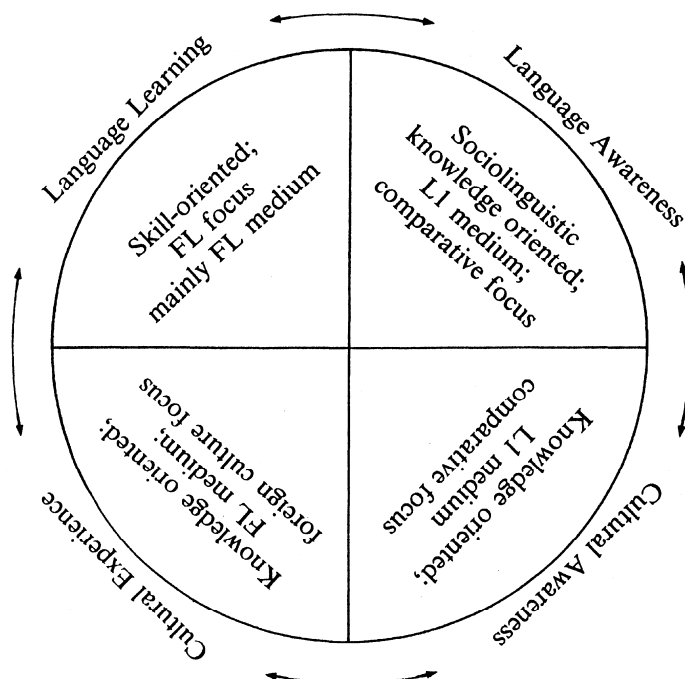 Language Learning
Skill-oriented;
FL focus
mainly FL medium
Language Awareness
Sociolinguistic
knowledge oriented;
L1 medium;
comparative focus
Cultural Experience
Knowledge oriented;
FL medium;
foreign culture focus
Cultural Awareness
Knowledge oriented;
L1 medium
comparative focus